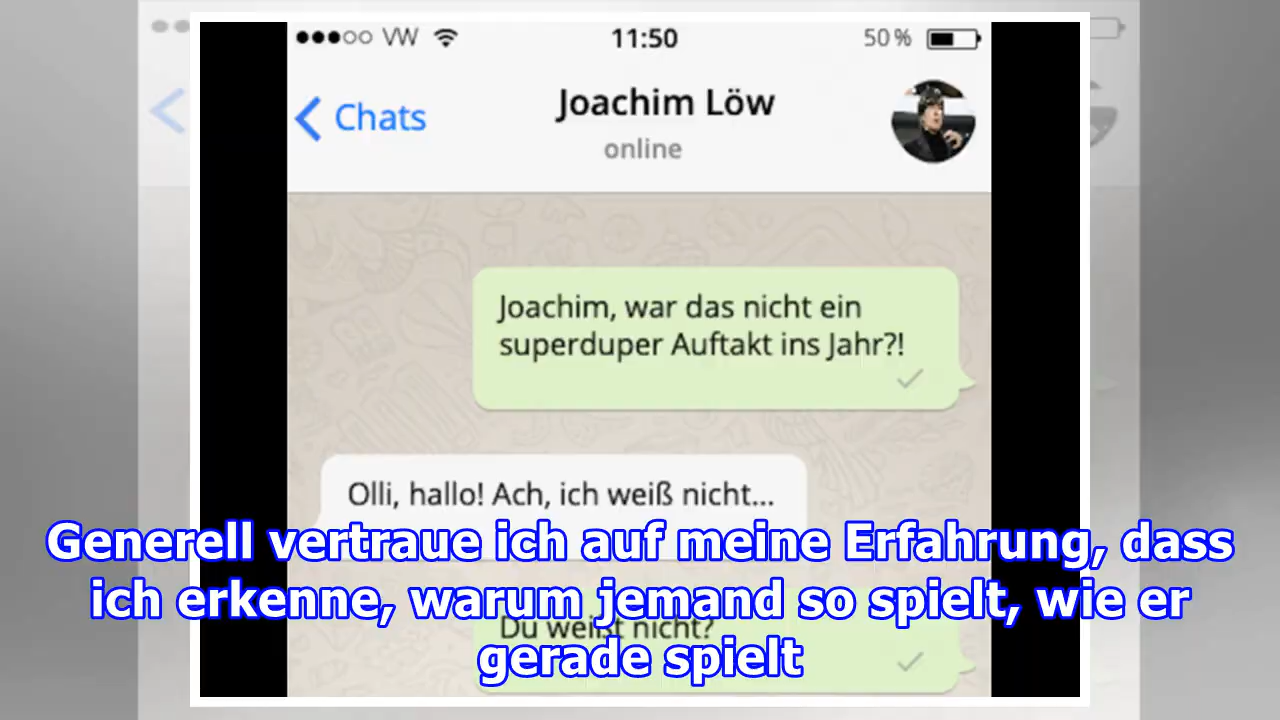 VW 11:50 50 %
Chats Joachim Löw
online
Joachim, war das nicht ein
superduper Auftakt ins Jahr?!
Olli, hallo! Ach, ich weiß nicht...
Generell vertraue ich auf meine Erfahrung, dass
ich erkenne, warum jemand so spielt, wie er
Du weißt nicht?
gerade spielt